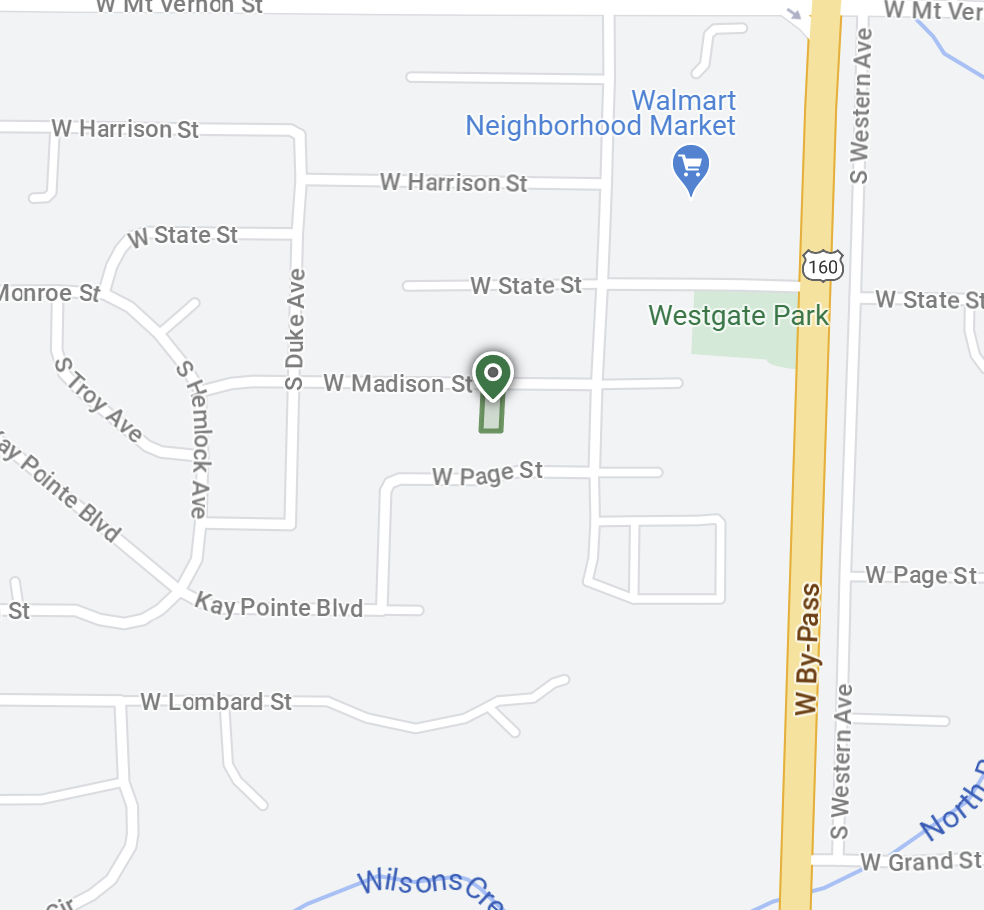 W Mt Vernon St
W Mt Ver
S Western Ave
Walmart
Neighborhood Market
W Harrison St
W Harrison St
W State St
W State St
160
Monroe St
W State St
Westgate Park
S Duke Ave
S Troy Ave
S Hemlock Ave
W Madison St
Kay Pointe Blvd
W Page St
W Page St
St
Kay Pointe Blvd
W By-Pass
W Lombard St
S Western Ave
North
W Grand St
Wilsons Cre
Cir